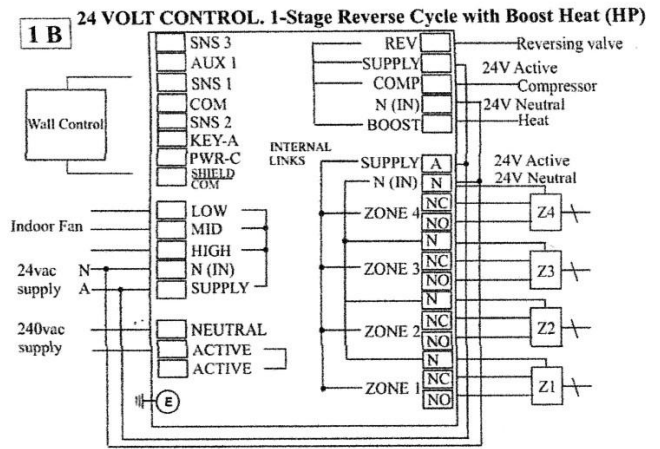 24 VOLT CONTROL. 1-Stage Reverse Cycle with Boost Heat (HP)
1 B
SNS 3
AUX 1
SNS 1
COM
SNS 2
KEY-A
PWR-C
SHIELD
COM
Wall Control
LOW
MID
HIGH
N (IN)
SUPPLY
Indoor Fan
24vac N
supply A
240vac
supply
NEUTRAL
ACTIVE
ACTIVE
E
REV Reversing valve
SUPPLY 24V Active
COMP Compressor
N (IN) 24V Neutral
BOOST Heat
INTERNAL
LINKS
SUPPLY A 24V Active
N (IN) N 24V Neutral
NC
ZONE 4 Z4
NO
N
NC
ZONE 3 Z3
NO
N
NC
ZONE 2 Z2
NO
N
NC
ZONE 1 Z1
NO